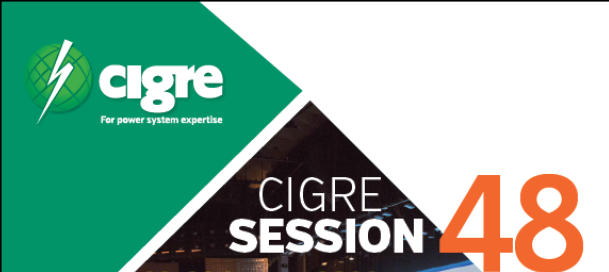 cigre
For power system expertise
CIGRE
SESSION 48